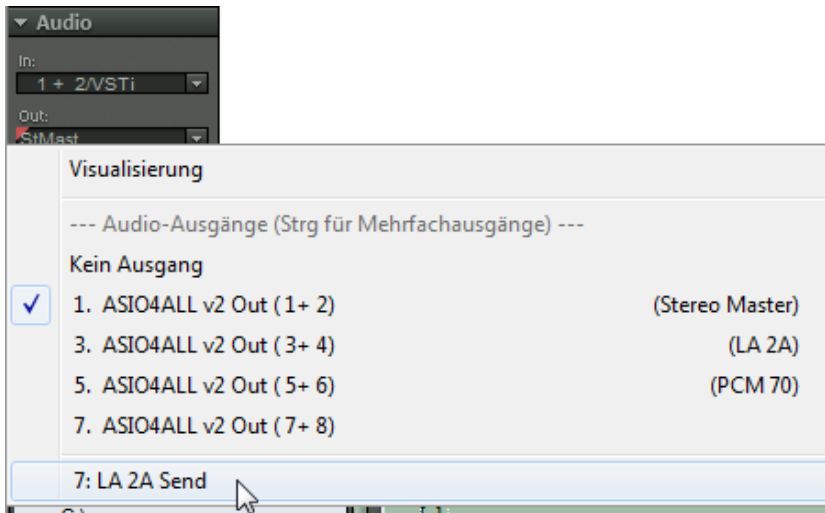 Audio
In:
1 + 2/VSTi
Out:
StMast
Visualisierung
--- Audio-Ausgänge (Strg für Mehrfachausgänge) ---
Kein Ausgang
1. ASIO4ALL v2 Out ( 1+ 2) (Stereo Master)
3. ASIO4ALL v2 Out ( 3+ 4) (LA 2A)
5. ASIO4ALL v2 Out ( 5+ 6) (PCM 70)
7. ASIO4ALL v2 Out ( 7+ 8)
7: LA 2A Send